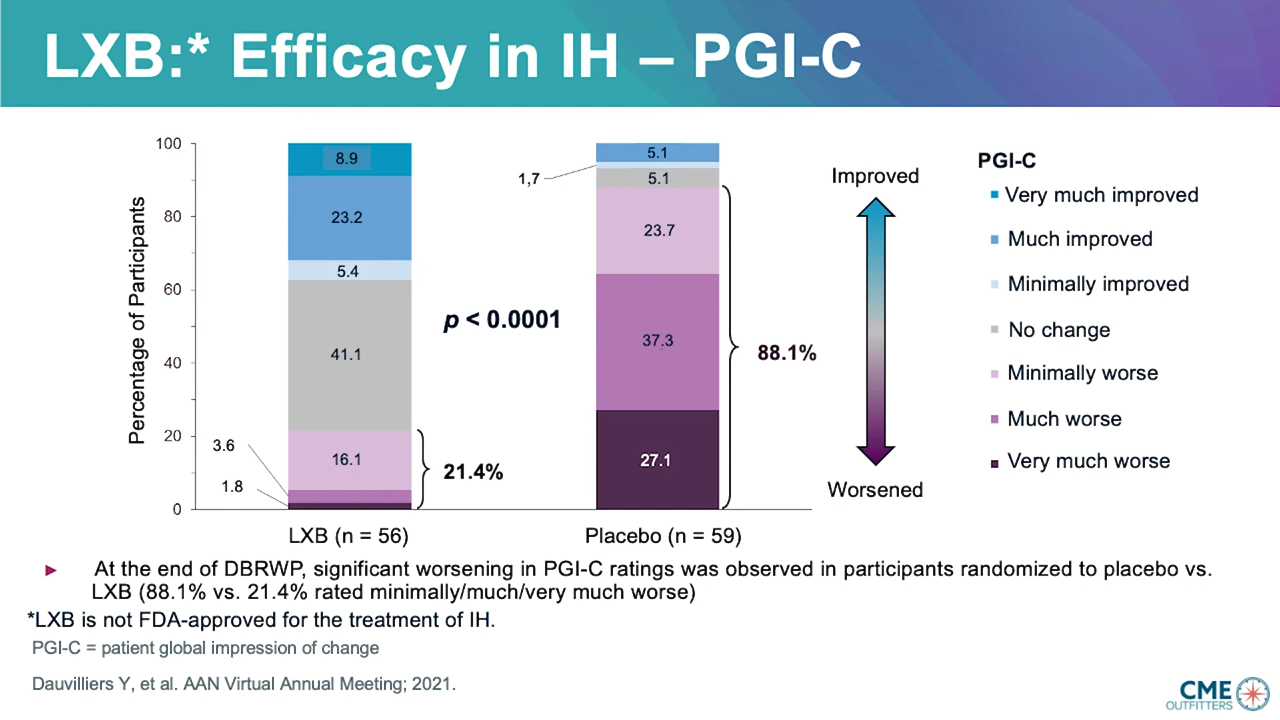 LXB:* Efficacy in IH – PGI-C
Percentage of Participants
100
80
60
40
20
0
8.9
23.2
5.4
41.1
16.1
3.6
1.8
21.4%
LXB (n = 56)
p < 0.0001
5.1
1,7
5.1
23.7
37.3
27.1
88.1%
Placebo (n = 59)
Improved
Worsened
PGI-C
Very much improved
Much improved
Minimally improved
No change
Minimally worse
Much worse
Very much worse
► At the end of DBRWP, significant worsening in PGI-C ratings was observed in participants randomized to placebo vs.
LXB (88.1% vs. 21.4% rated minimally/much/very much worse)
*LXB is not FDA-approved for the treatment of IH.
PGI-C = patient global impression of change
Dauvilliers Y, et al. AAN Virtual Annual Meeting; 2021.
CME
OUTFITTERS